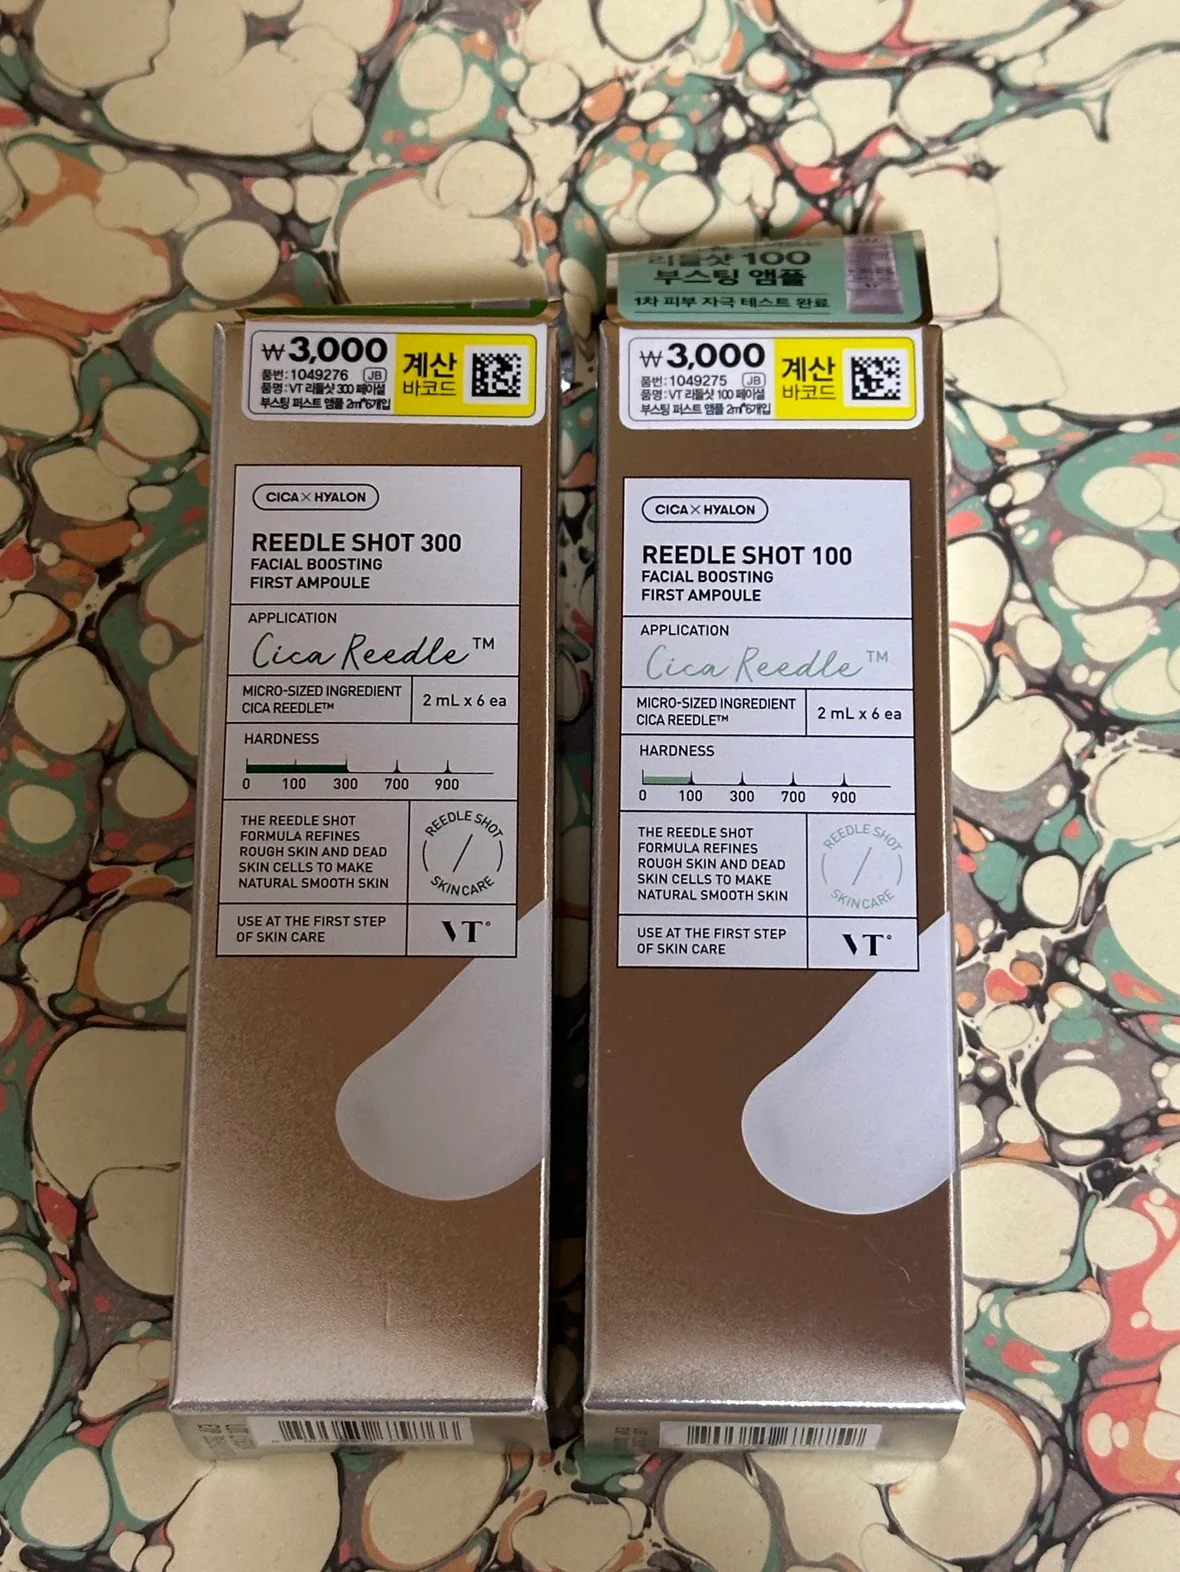 ₩3,000
품번:1049276 JB
품명:VT 리들샷 300 페이셜
부스팅 퍼스트 앰플 2ml*6개입
계산
바코드
CICA×HYALON
REEDLE SHOT 300
FACIAL BOOSTING
FIRST AMPOULE
APPLICATION
Cica Reedle™
MICRO-SIZED INGREDIENT
CICA REEDLE™
2 mL x 6 ea
HARDNESS
0 100 300 700 900
THE REEDLE SHOT
FORMULA REFINES
ROUGH SKIN AND DEAD
SKIN CELLS TO MAKE
NATURAL SMOOTH SKIN
REEDLE SHOT
SKINCARE
USE AT THE FIRST STEP
OF SKIN CARE
VT
리들샷 100
부스팅 앰플
1차 피부 자극 테스트 완료
₩3,000
품번:1049275 JB
품명:VT 리들샷 100 페이셜
부스팅 퍼스트 앰플 2ml*6개입
계산
바코드
CICA×HYALON
REEDLE SHOT 100
FACIAL BOOSTING
FIRST AMPOULE
APPLICATION
Cica Reedle™
MICRO-SIZED INGREDIENT
CICA REEDLE™
2 mL x 6 ea
HARDNESS
0 100 300 700 900
THE REEDLE SHOT
FORMULA REFINES
ROUGH SKIN AND DEAD
SKIN CELLS TO MAKE
NATURAL SMOOTH SKIN
REEDLE SHOT
SKINCARE
USE AT THE FIRST STEP
OF SKIN CARE
VT